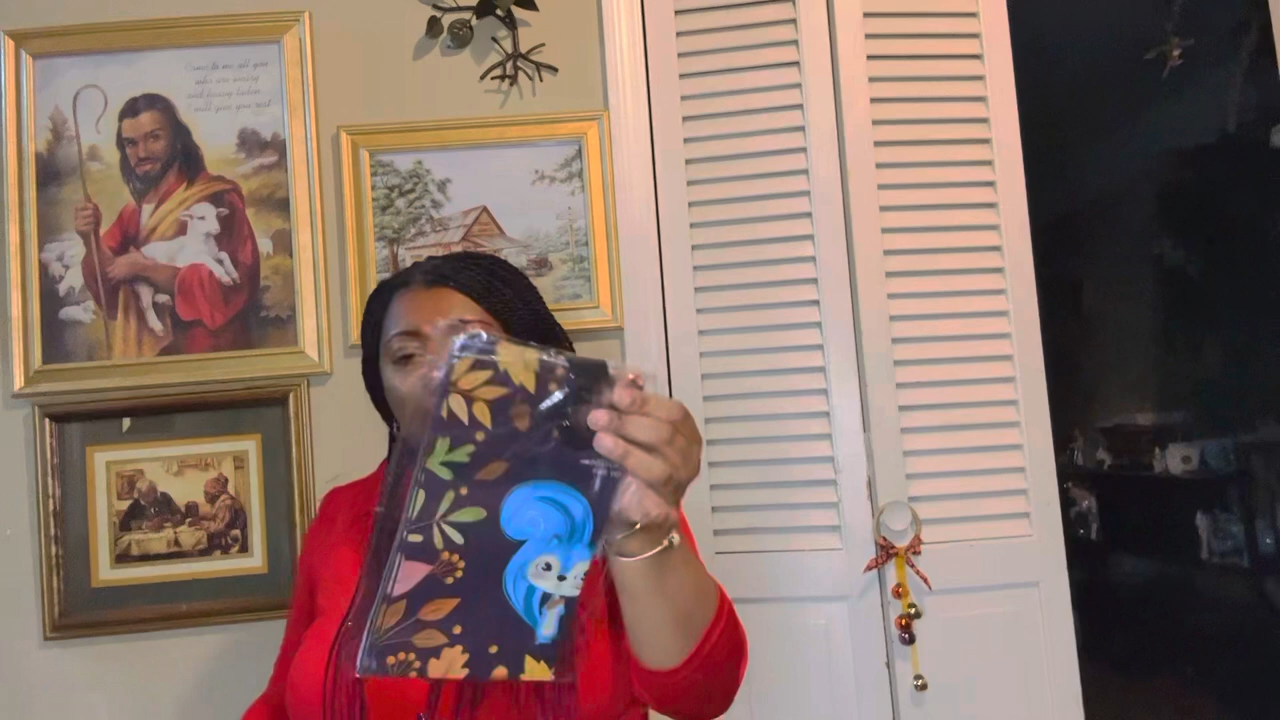 Come to me all you
who are weary
and heavy laden...
I will give you rest